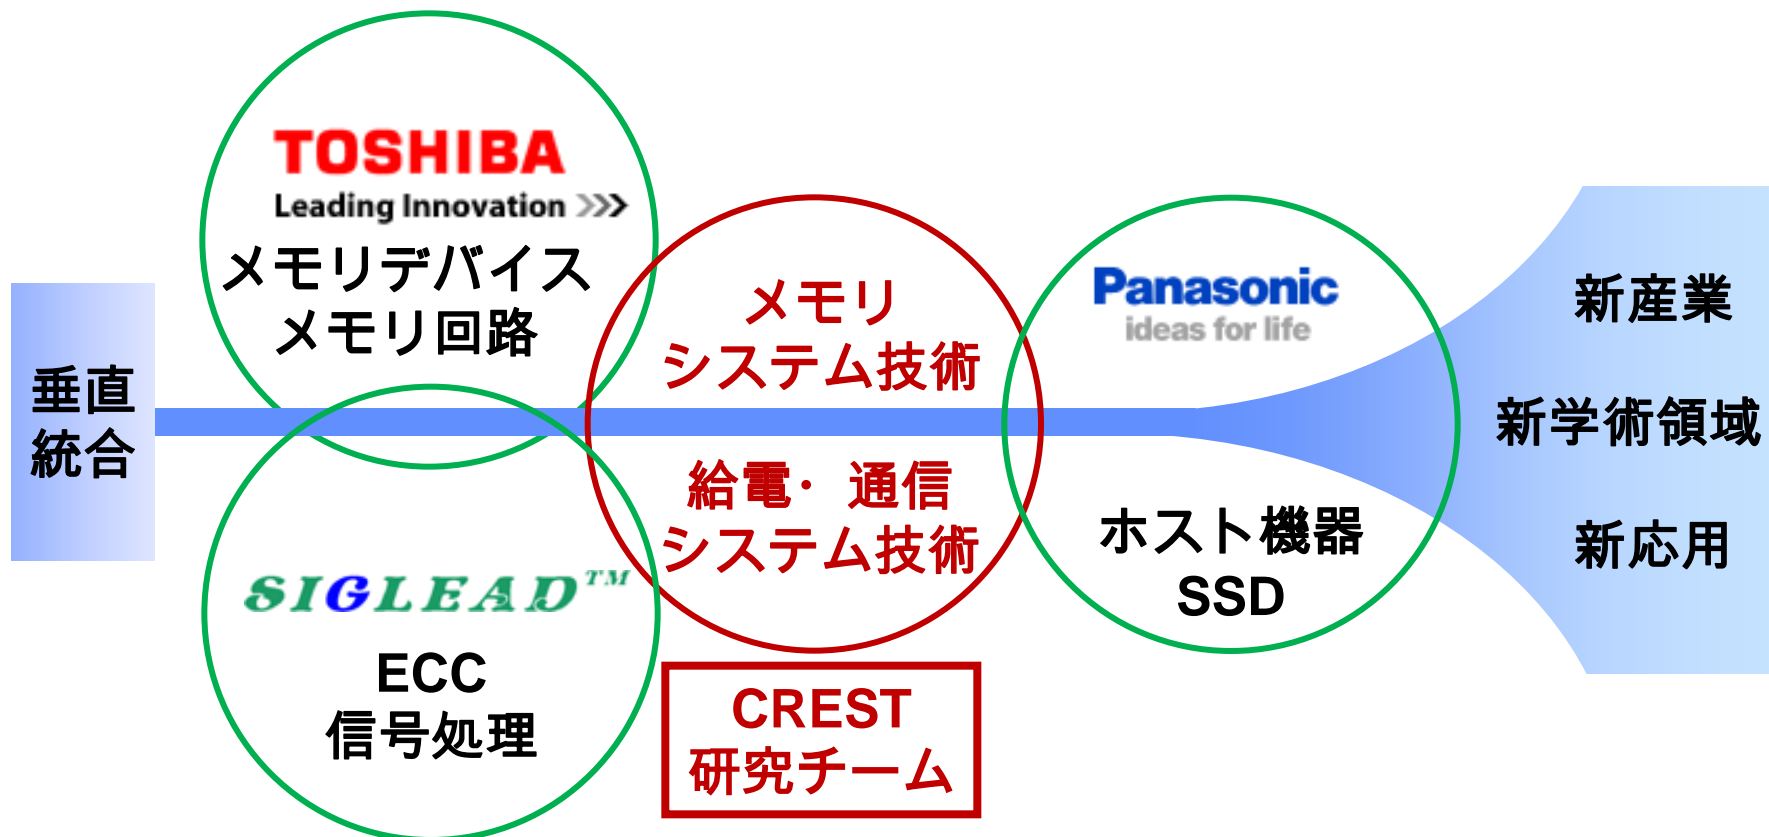 垂直
統合
TOSHIBA
Leading Innovation >>>
メモリデバイス
メモリ回路
SIGLEAD™
ECC
信号処理
メモリ
システム技術
給電・通信
システム技術
CREST
研究チーム
Panasonic
ideas for life
ホスト機器
SSD
新産業
新学術領域
新応用